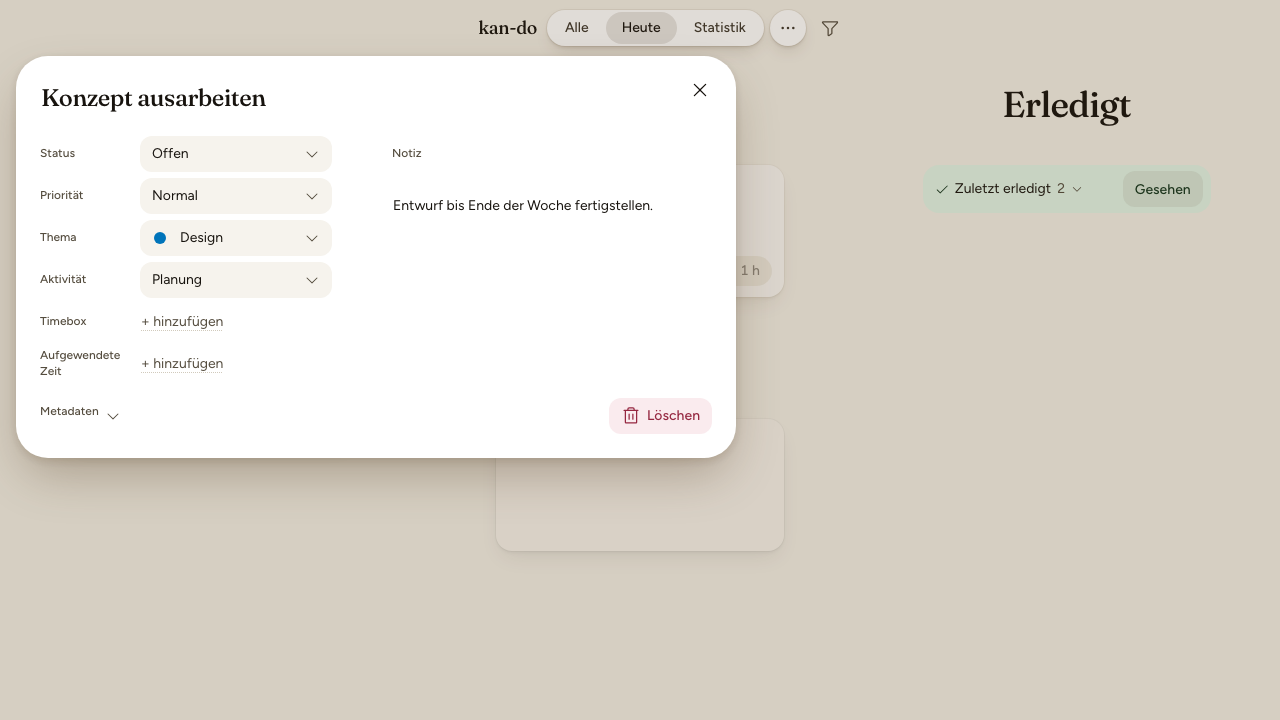 kan-do
Alle
Heute
Statistik
Konzept ausarbeiten
Status
Offen
Priorität
Normal
Thema
Design
Aktivität
Planung
Timebox
+ hinzufügen
Aufgewendete
Zeit
+ hinzufügen
Metadaten
Notiz
Entwurf bis Ende der Woche fertigstellen.
Löschen
1 h
Erledigt
Zuletzt erledigt 2
Gesehen